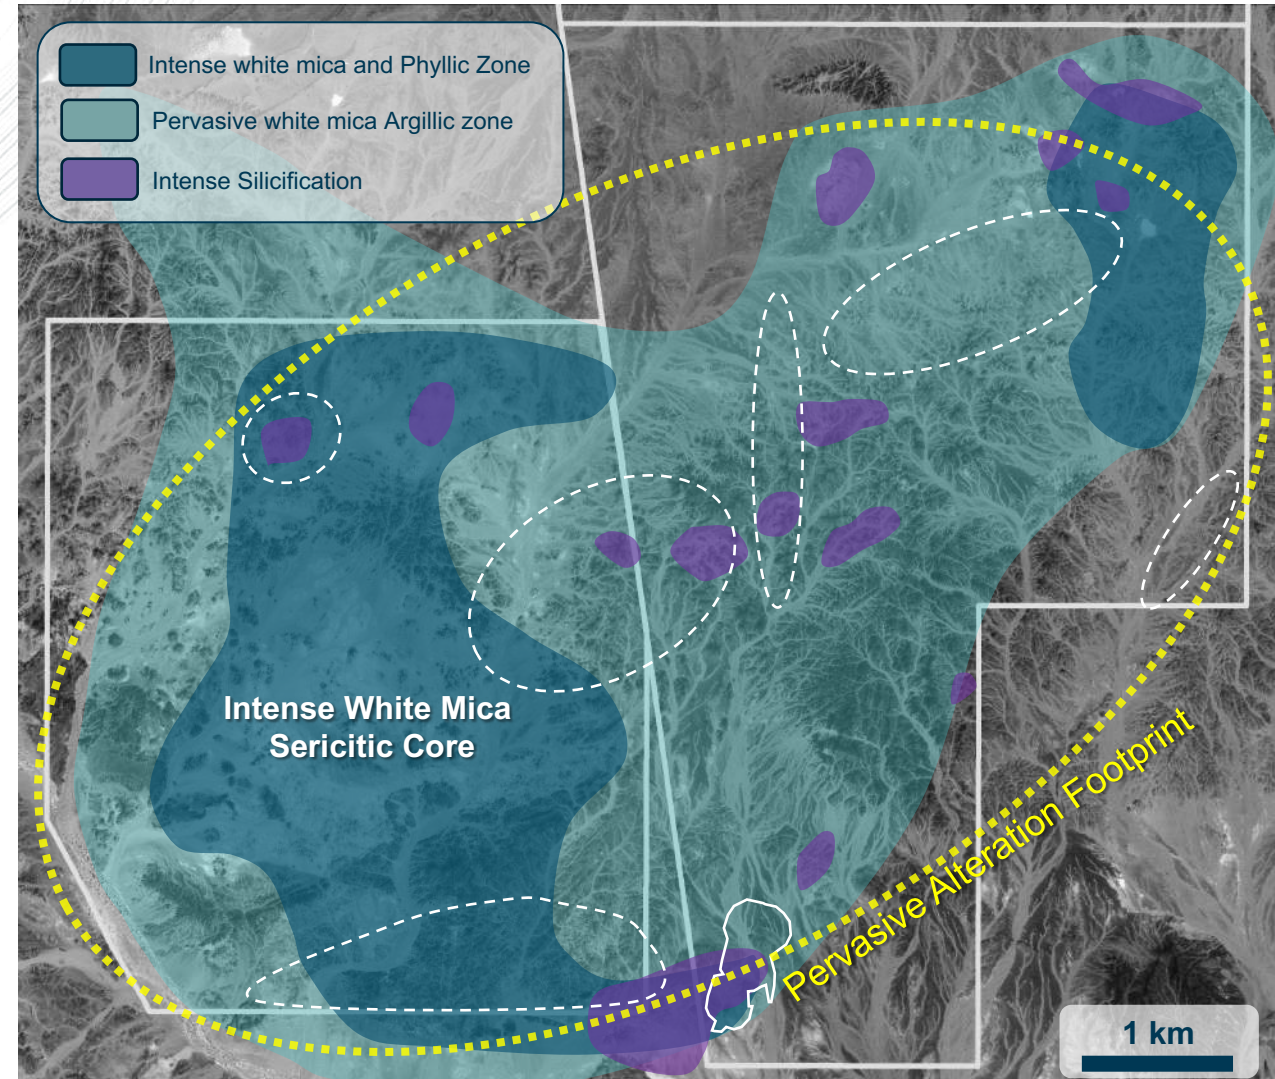 Intense white mica and Phyllic Zone
Pervasive white mica Argillic zone
Intense Silicification
Intense White Mica
Sericitic Core
Pervasive Alteration Footprint
1 km